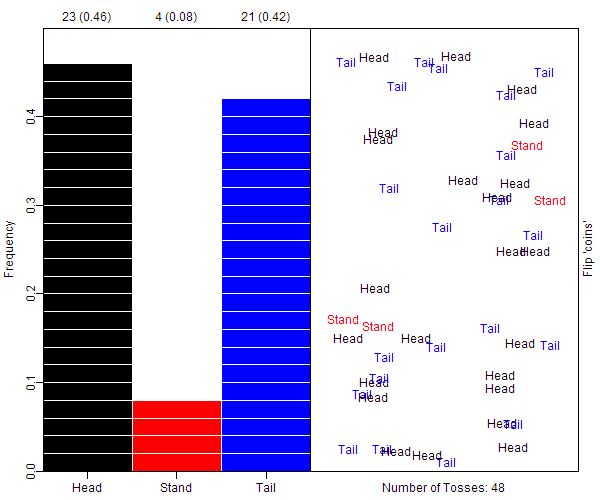 23 (0.46) 4 (0.08) 21 (0.42)
Frequency
0.4
0.3
0.2
0.1
0.0
Head Stand Tail
Tail Head Tail Head
Tail Tail
Tail Tail Head
Head
Head Head
Head Stand
Tail
Tail Head Head
Head Tail Stand
Tail Tail
Head Head
Head
Stand Stand
Tail
Head Head Tail Head Tail
Tail
Tail Head Head
Tail Head Head
Head Tail
Tail Tail Head Head Tail Head
Flip 'coins'
Number of Tosses: 48